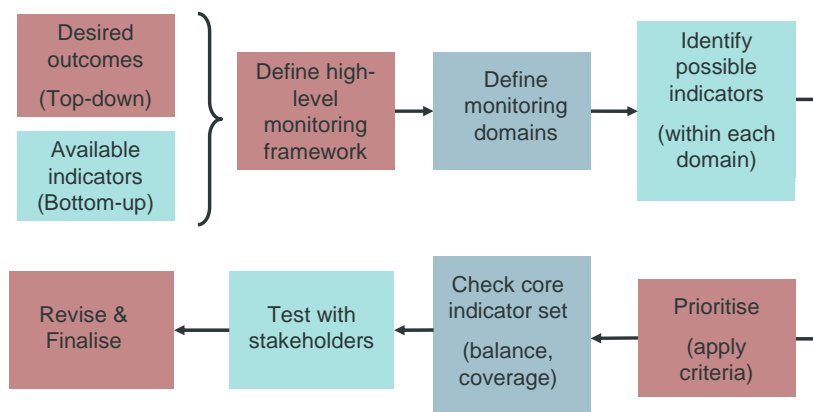 Desired
outcomes
(Top-down)
Available
indicators
(Bottom-up)
Define high-
level
monitoring
framework
Define
monitoring
domains
Identify
possible
indicators
(within each
domain)
Revise &
Finalise
Test with
stakeholders
Check core
indicator set
(balance,
coverage)
Prioritise
(apply
criteria)